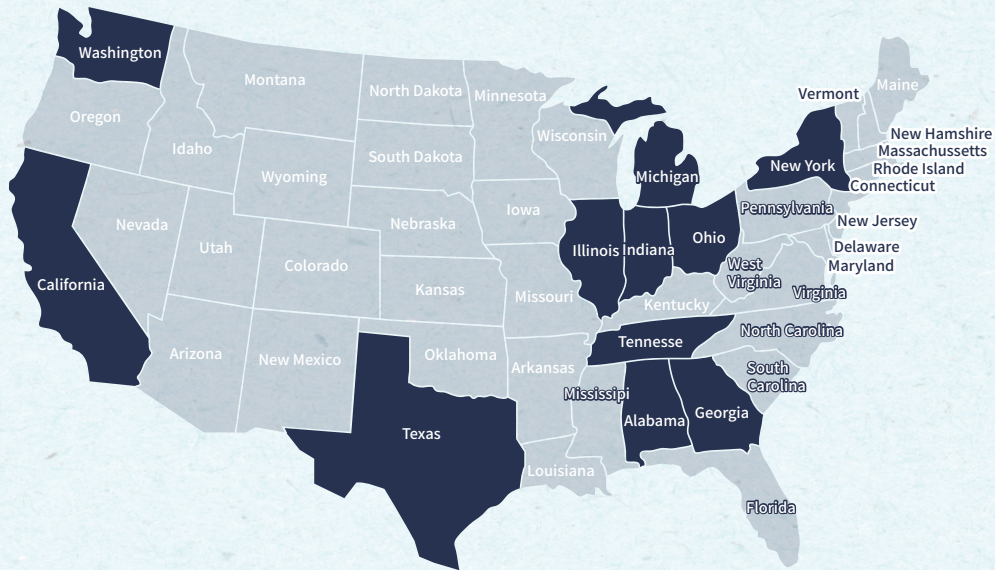 Washington
Montana
North Dakota
Minnesota
Vermont
Maine
Oregon
Idaho
South Dakota
Wisconsin
New Hamshire
Massachussetts
Wyoming
Michigan
New York
Rhode Island
Connecticut
Nevada
Nebraska
Iowa
Pennsylvania
New Jersey
Utah
Colorado
Illinois
Indiana
Ohio
Delaware
California
Kansas
Missouri
West
Virginia
Maryland
Kentucky
Virginia
Arizona
New Mexico
Oklahoma
Arkansas
Tennesse
North Carolina
South
Carolina
Texas
Mississipi
Alabama
Georgia
Louisiana
Florida